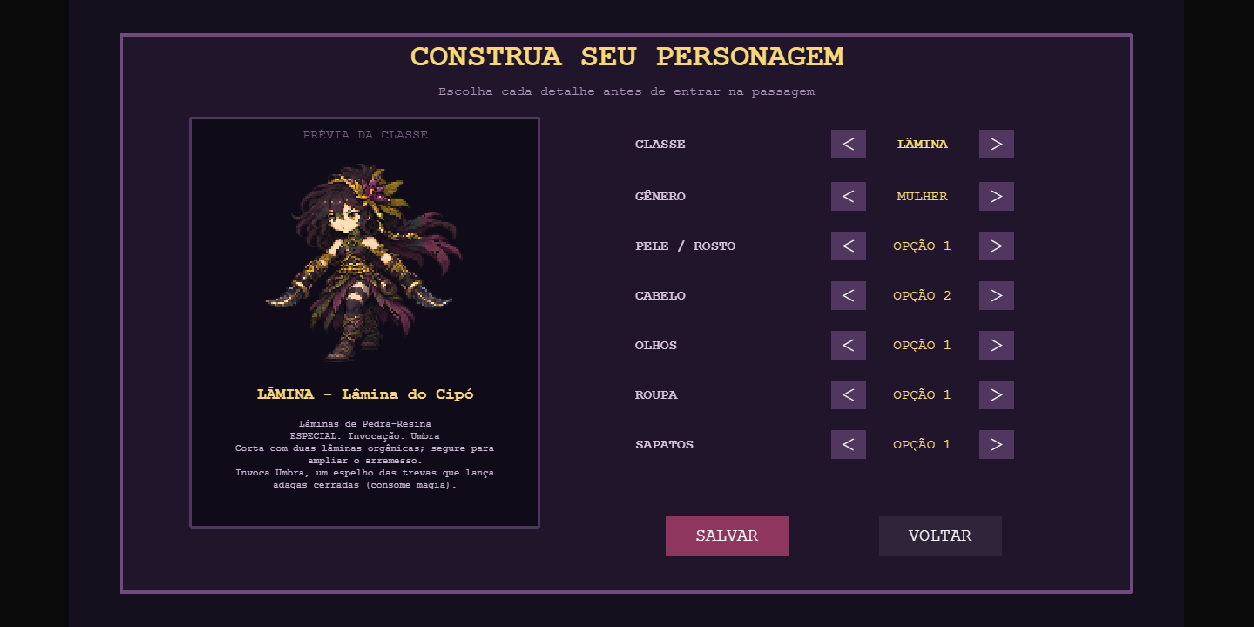 CONSTRUA SEU PERSONAGEM
Escolha cada detalhe antes de entrar na passagem
PRÉVIA DA CLASSE
LÂMINA - Lâmina do Cipó
Lâminas de Pedra-Resina
ESPECIAL: Invocação: Umbra
Corta com duas lâminas orgânicas; segure para
ampliar o arremesso.
Invoca Umbra, um espelho das trevas que lança
adagas cerradas (consome magia).
CLASSE < LÂMINA >
GÊNERO < MULHER >
PELE / ROSTO < OPÇÃO 1 >
CABELO < OPÇÃO 2 >
OLHOS < OPÇÃO 1 >
ROUPA < OPÇÃO 1 >
SAPATOS < OPÇÃO 1 >
SALVAR VOLTAR